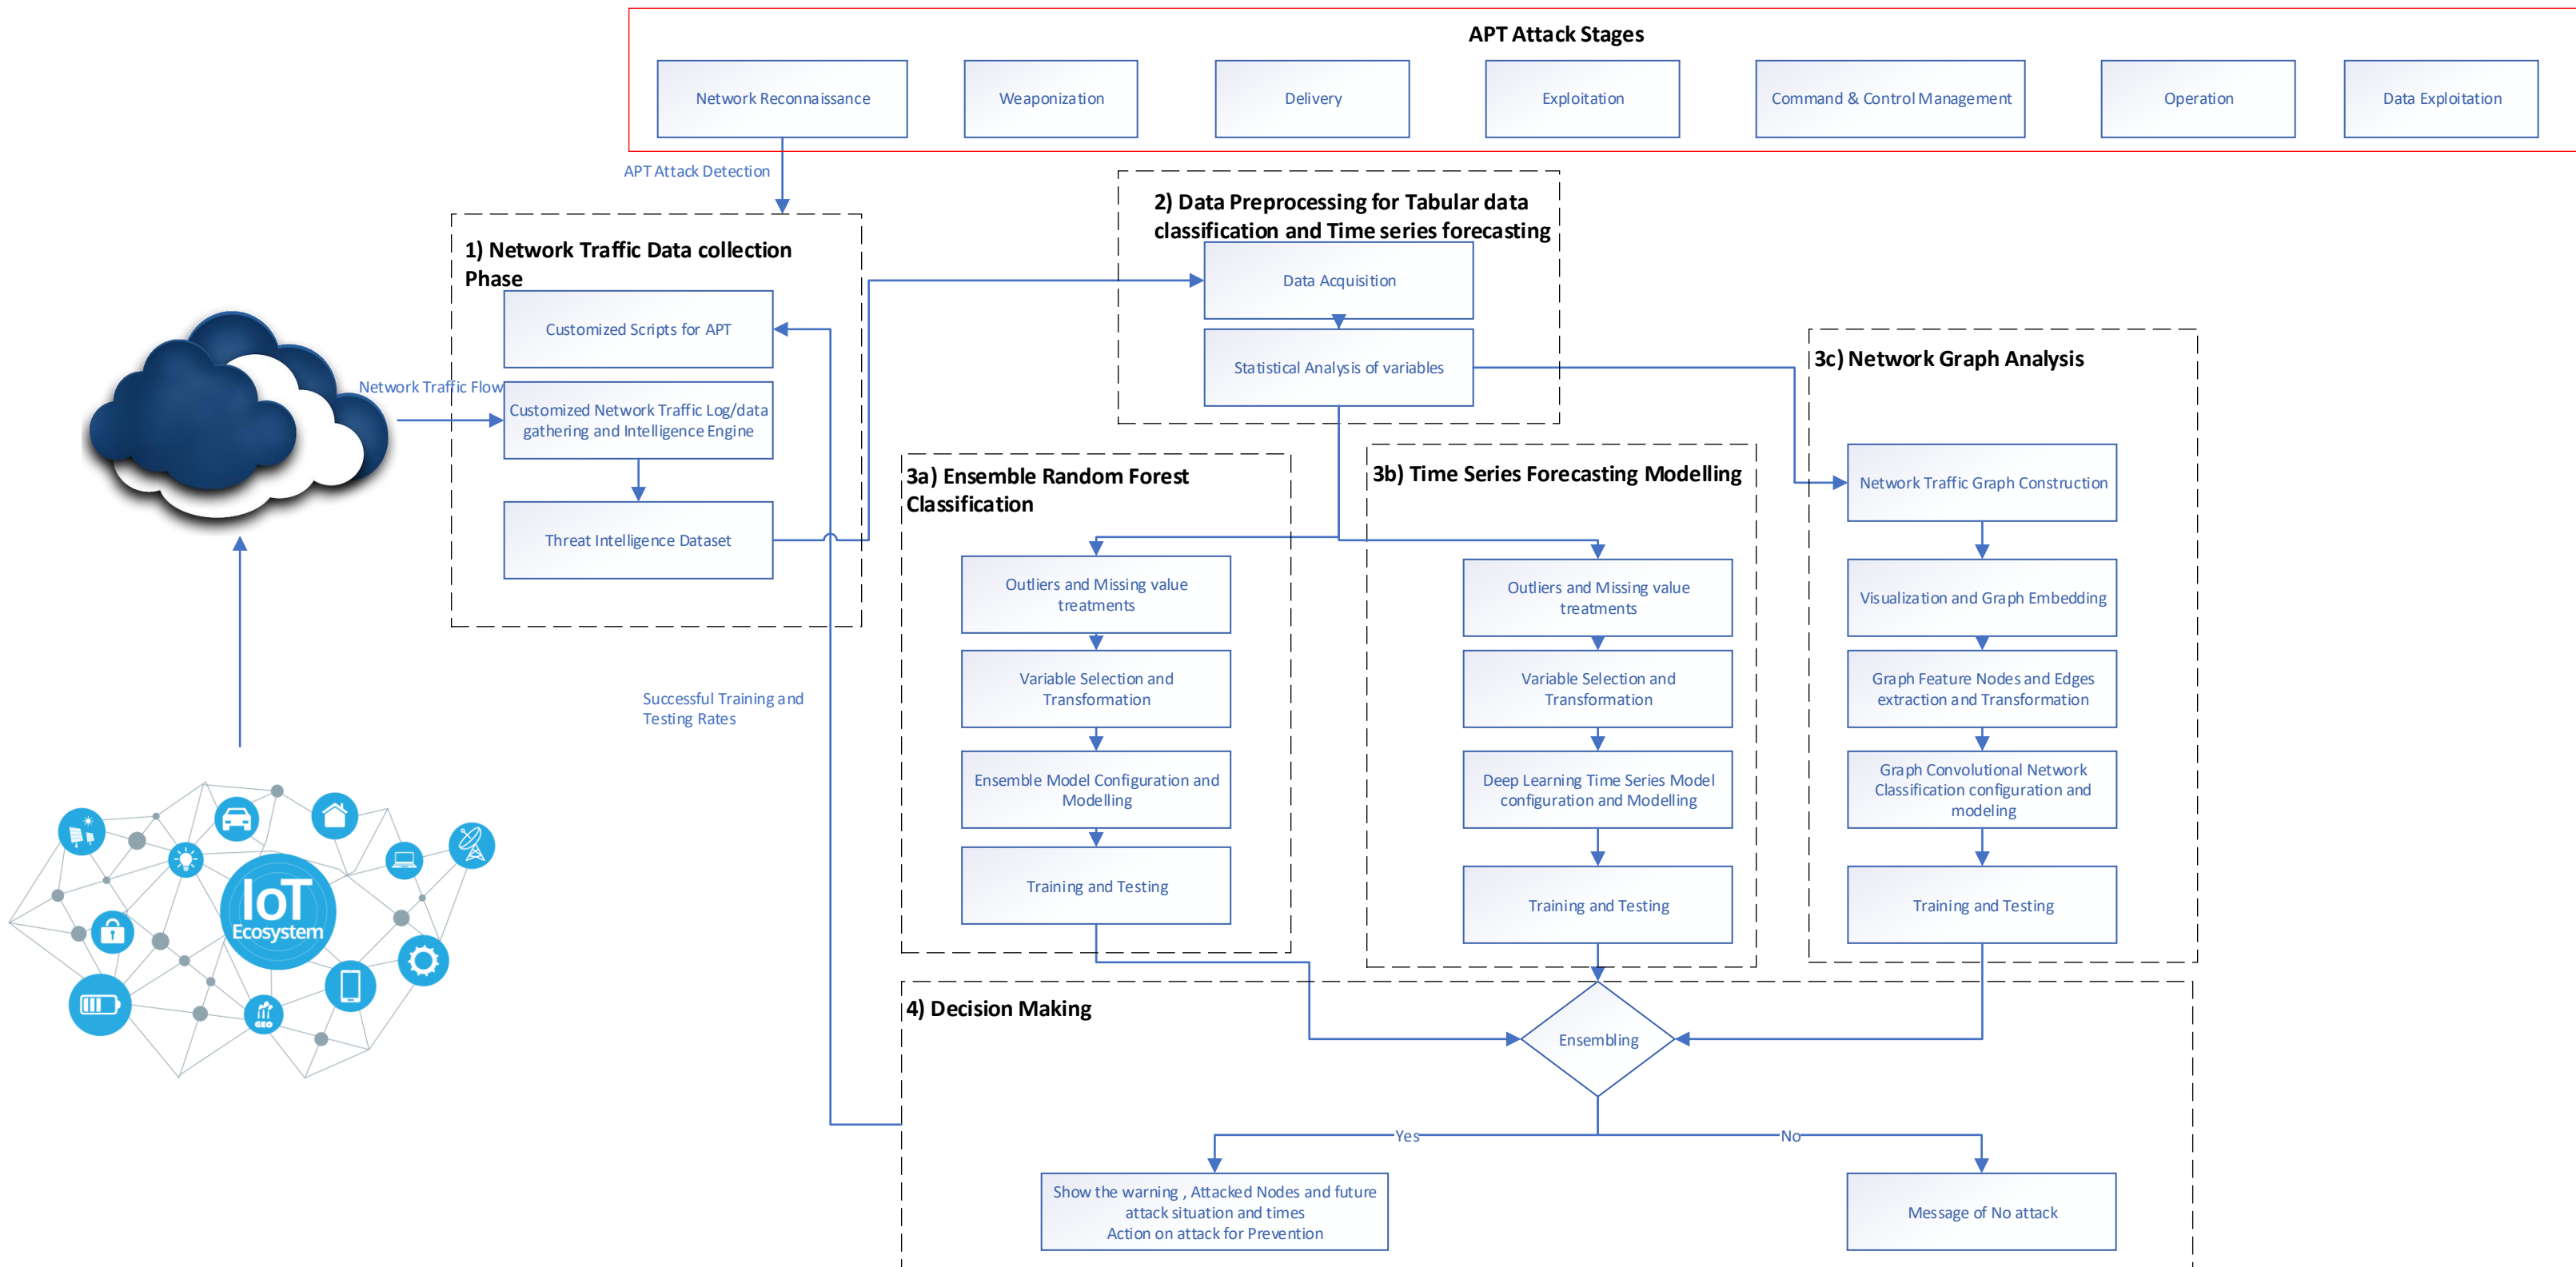 APT Attack Stages
Network Reconnaissance
Weaponization
Delivery
Exploitation
Command & Control Management
Operation
Data Exploitation
APT Attack Detection
1) Network Traffic Data collection
Phase
Customized Scripts for APT
Network Traffic Flow
Customized Network Traffic Log/data
gathering and Intelligence Engine
Threat Intelligence Dataset
2) Data Preprocessing for Tabular data
classification and Time series forecasting
Data Acquisition
Statistical Analysis of variables
3a) Ensemble Random Forest
Classification
Outliers and Missing value
treatments
Variable Selection and
Transformation
Ensemble Model Configuration and
Modelling
Training and Testing
3b) Time Series Forecasting Modelling
Outliers and Missing value
treatments
Variable Selection and
Transformation
Deep Learning Time Series Model
configuration and Modelling
Training and Testing
3c) Network Graph Analysis
Network Traffic Graph Construction
Visualization and Graph Embedding
Graph Feature Nodes and Edges
extraction and Transformation
Graph Convolutional Network
Classification configuration and
modeling
Training and Testing
Successful Training and
Testing Rates
IoT
Ecosystem
GEO
4) Decision Making
Ensembling
Yes
No
Show the warning , Attacked Nodes and future
attack situation and times
Action on attack for Prevention
Message of No attack